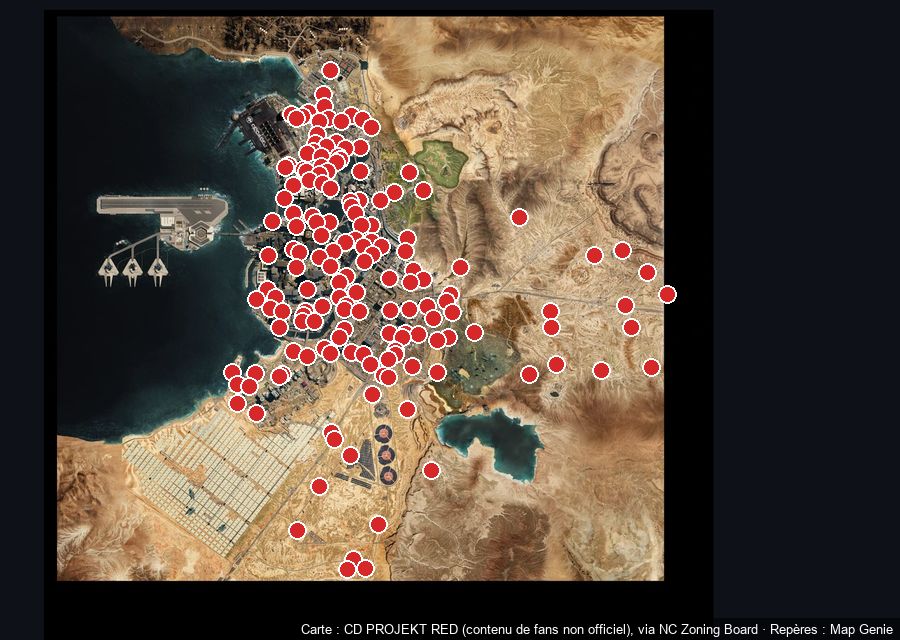 Carte : CD PROJEKT RED (contenu de fans non officiel), via NC Zoning Board · Repères : Map Genie